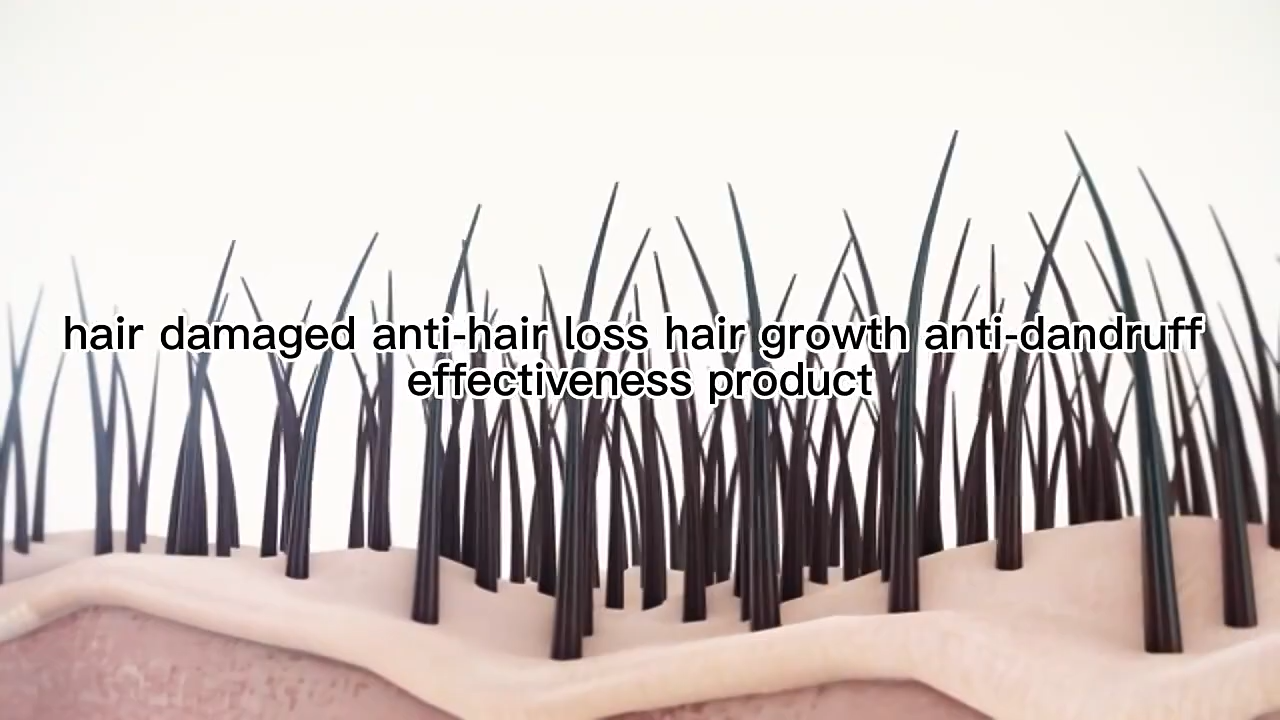 hair damaged anti-hair loss hair growth anti-dandruff
effectiveness product